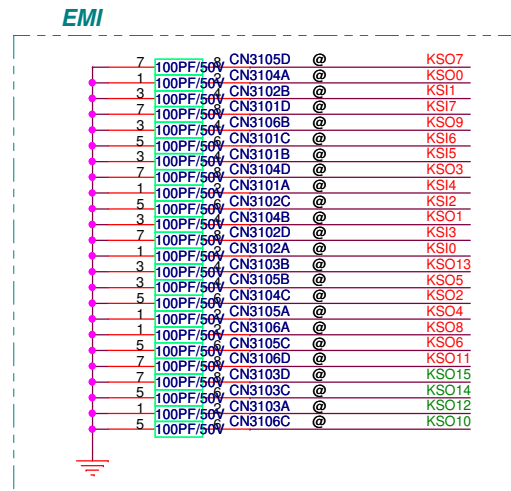 EMI
7 100PF/50V 8 CN3105D @ KSO7
1 100PF/50V 2 CN3104A @ KSO0
3 100PF/50V 4 CN3102B @ KSI1
7 100PF/50V 8 CN3101D @ KSI7
3 100PF/50V 4 CN3106B @ KSO9
5 100PF/50V 6 CN3101C @ KSI6
3 100PF/50V 4 CN3101B @ KSI5
7 100PF/50V 8 CN3104D @ KSO3
1 100PF/50V 2 CN3101A @ KSI4
5 100PF/50V 6 CN3102C @ KSI2
3 100PF/50V 4 CN3104B @ KSO1
7 100PF/50V 8 CN3102D @ KSI3
1 100PF/50V 2 CN3102A @ KSI0
3 100PF/50V 4 CN3103B @ KSO13
3 100PF/50V 4 CN3105B @ KSO5
5 100PF/50V 6 CN3104C @ KSO2
1 100PF/50V 2 CN3105A @ KSO4
1 100PF/50V 2 CN3106A @ KSO8
5 100PF/50V 6 CN3105C @ KSO6
7 100PF/50V 8 CN3106D @ KSO11
7 100PF/50V 8 CN3103D @ KSO15
5 100PF/50V 6 CN3103C @ KSO14
1 100PF/50V 2 CN3103A @ KSO12
5 100PF/50V 6 CN3106C @ KSO10